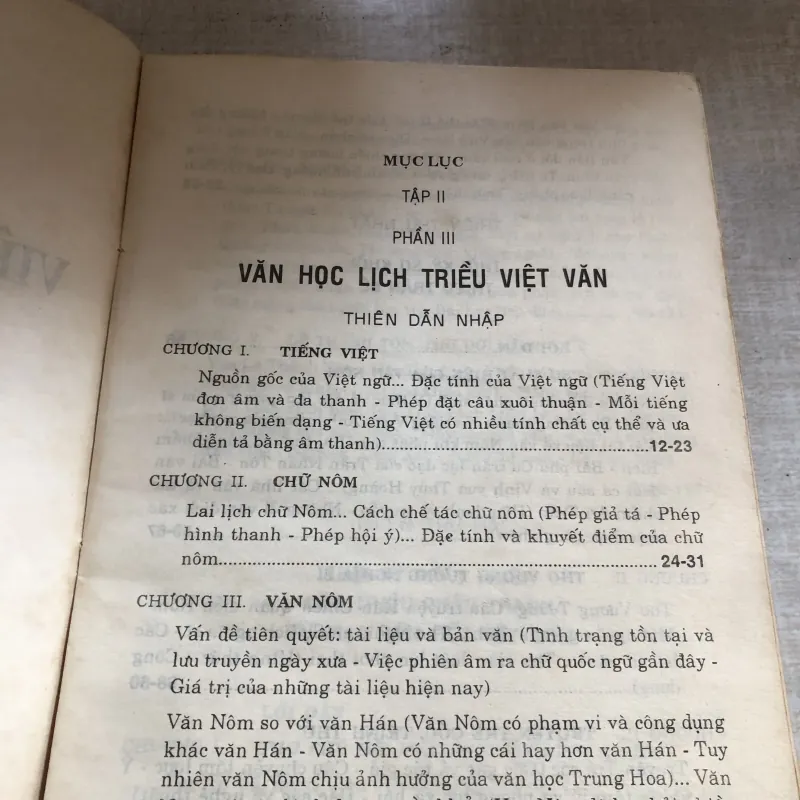 MỤC LỤC
TẬP II
PHẦN III
VĂN HỌC LỊCH TRIỀU VIỆT VĂN
THIÊN DẪN NHẬP
CHƯƠNG I. TIẾNG VIỆT
Nguồn gốc của Việt ngữ... Đặc tính của Việt ngữ (Tiếng Việt
đơn âm và đa thanh - Phép đặt câu xuôi thuận - Mỗi tiếng
không biến dạng - Tiếng Việt có nhiều tính chất cụ thể và ưa
diễn tả bằng âm thanh)................................................12-23
CHƯƠNG II. CHỮ NÔM
Lai lịch chữ Nôm... Cách chế tác chữ nôm (Phép giả tá - Phép
hình thanh - Phép hội ý)... Đặc tính và khuyết điểm của chữ
nôm........................................................................24-31
CHƯƠNG III. VĂN NÔM
Vấn đề tiên quyết: tài liệu và bản văn (Tình trạng tồn tại và
lưu truyền ngày xưa - Việc phiên âm ra chữ quốc ngữ gần đây -
Giá trị của những tài liệu hiện nay)
Văn Nôm so với văn Hán (Văn Nôm có phạm vi và công dụng
khác văn Hán - Văn Nôm có những cái hay hơn văn Hán - Tuy
nhiên văn Nôm chịu ảnh hưởng của văn học Trung Hoa)... Văn